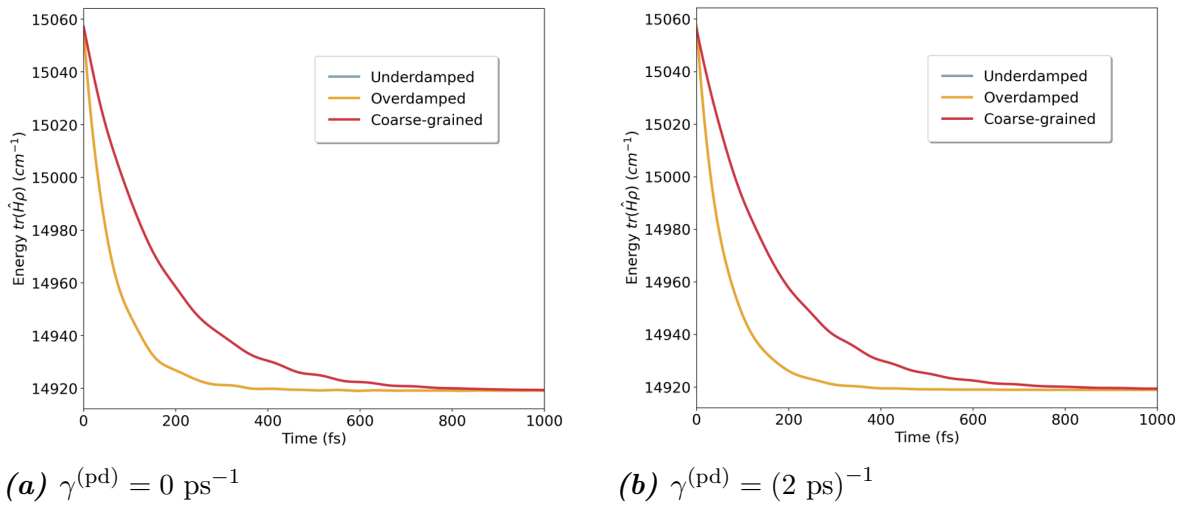 15060
15040
15020
15000
14980
14960
14940
14920
Energy tr(Ĥρ) (cm⁻¹)
Underdamped
Overdamped
Coarse-grained
0 200 400 600 800 1000
Time (fs)
(a) γ⁽ᵖᵈ⁾ = 0 ps⁻¹
15060
15040
15020
15000
14980
14960
14940
14920
Energy tr(Ĥρ) (cm⁻¹)
Underdamped
Overdamped
Coarse-grained
0 200 400 600 800 1000
Time (fs)
(b) γ⁽ᵖᵈ⁾ = (2 ps)⁻¹